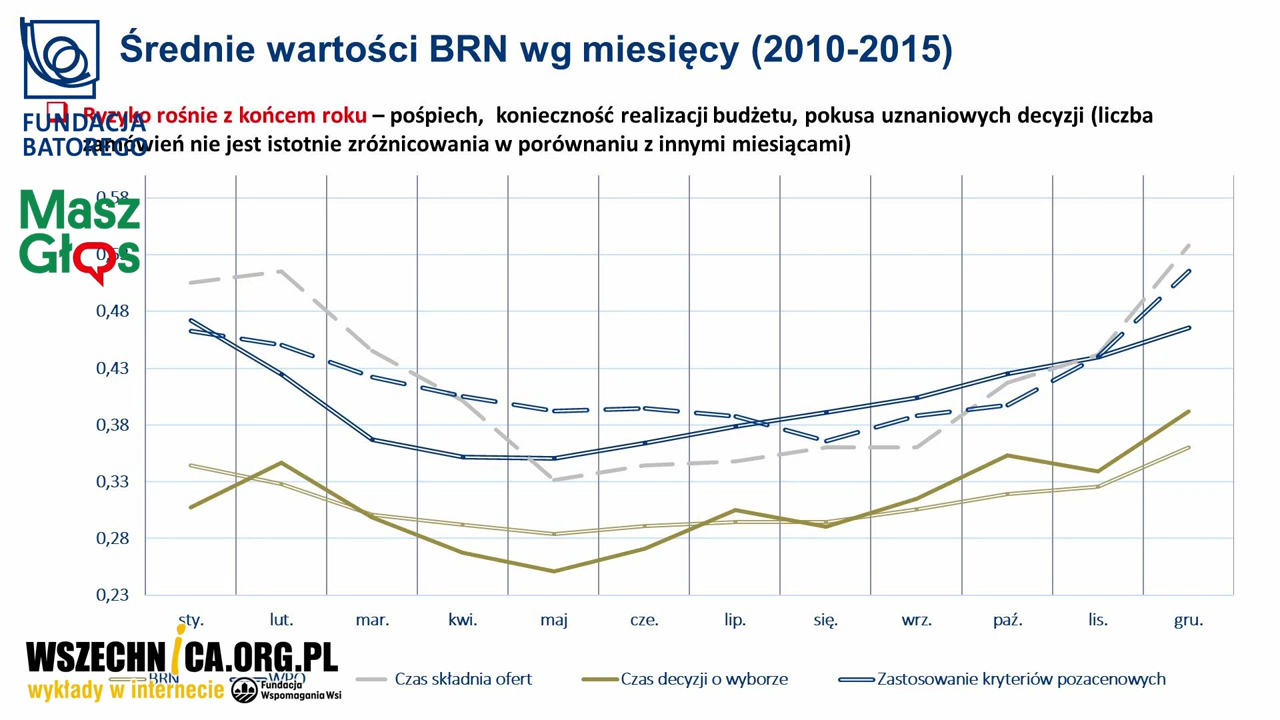 Średnie wartości BRN wg miesięcy (2010-2015)
Ryzyko rośnie z końcem roku – pośpiech, konieczność realizacji budżetu, pokusa uznaniowych decyzji (liczba
zamówień nie jest istotnie zróżnicowania w porównaniu z innymi miesiącami)
FUNDACJA
BATOREGO
Masz
Głos
0,58
0,53
0,48
0,43
0,38
0,33
0,28
0,23
sty. lut. mar. kwi. maj cze. lip. się. wrz. paź. lis. gru.
BRN WPO Czas składnia ofert Czas decyzji o wyborze Zastosowanie kryteriów pozacenowych
WSZECHNICA.ORG.PL
wykłady w internecie
Fundacja
Wspomagania Wsi